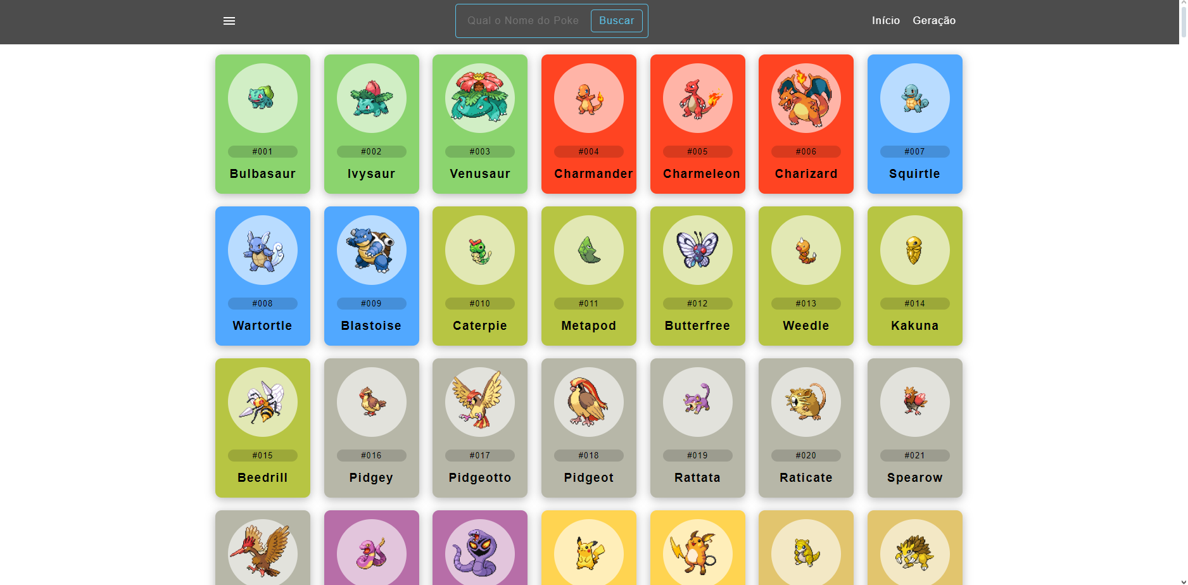 Qual o Nome do Poke Buscar Início Geração
#001 #002 #003 #004 #005 #006 #007
Bulbasaur Ivysaur Venusaur Charmander Charmeleon Charizard Squirtle
#008 #009 #010 #011 #012 #013 #014
Wartortle Blastoise Caterpie Metapod Butterfree Weedle Kakuna
#015 #016 #017 #018 #019 #020 #021
Beedrill Pidgey Pidgeotto Pidgeot Rattata Raticate Spearow